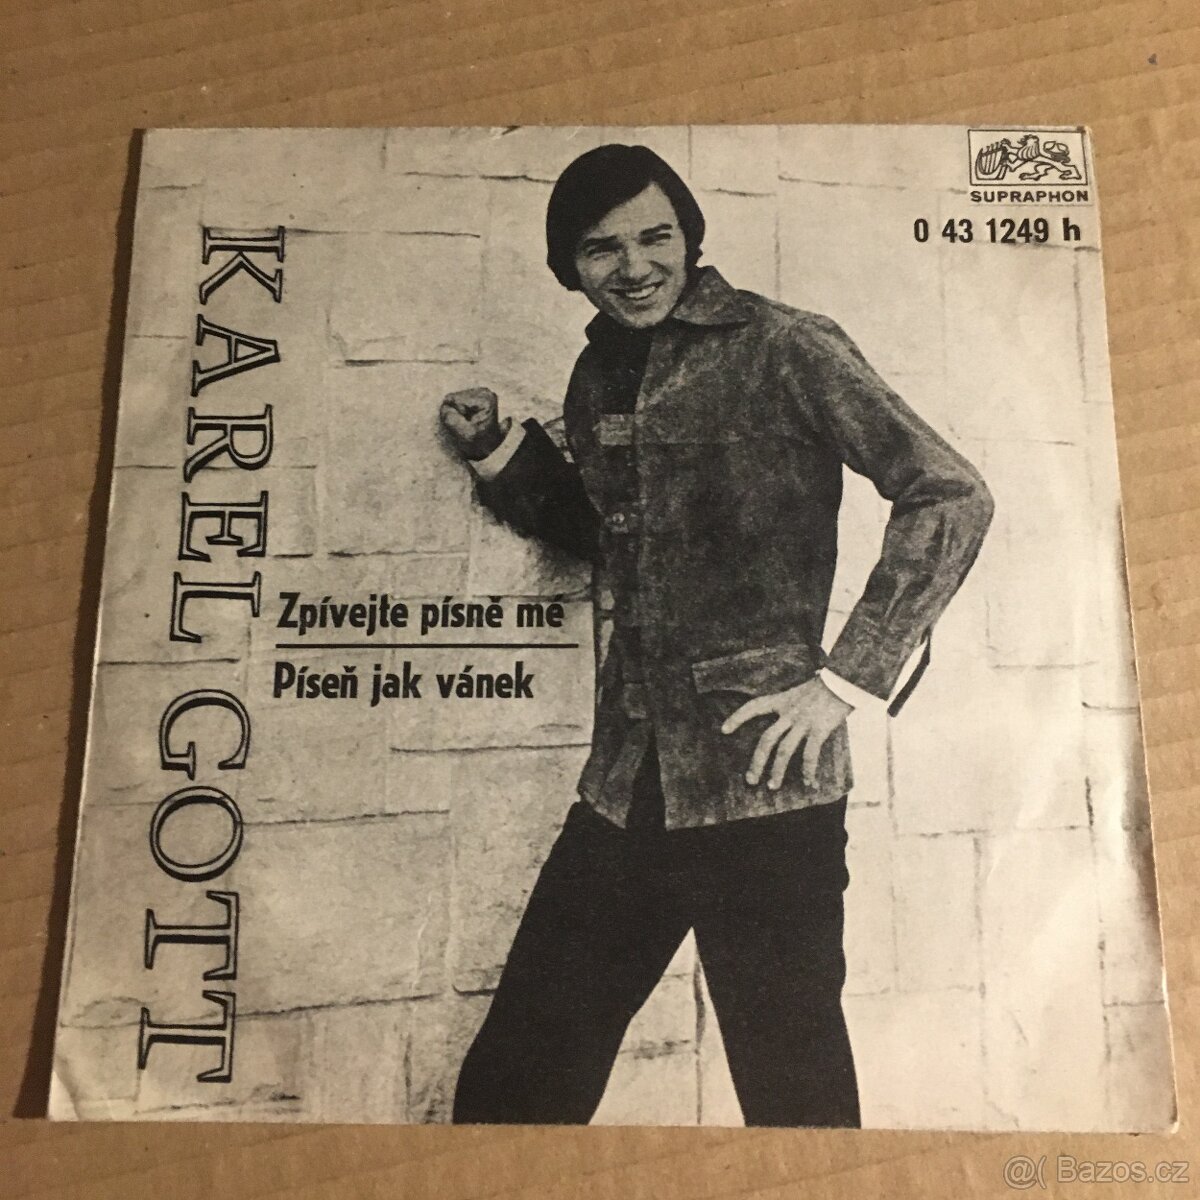 SUPRAPHON
0 43 1249 h
KAREL GOTT
Zpívejte písně mé
Píseň jak vánek
@( Bazos.cz